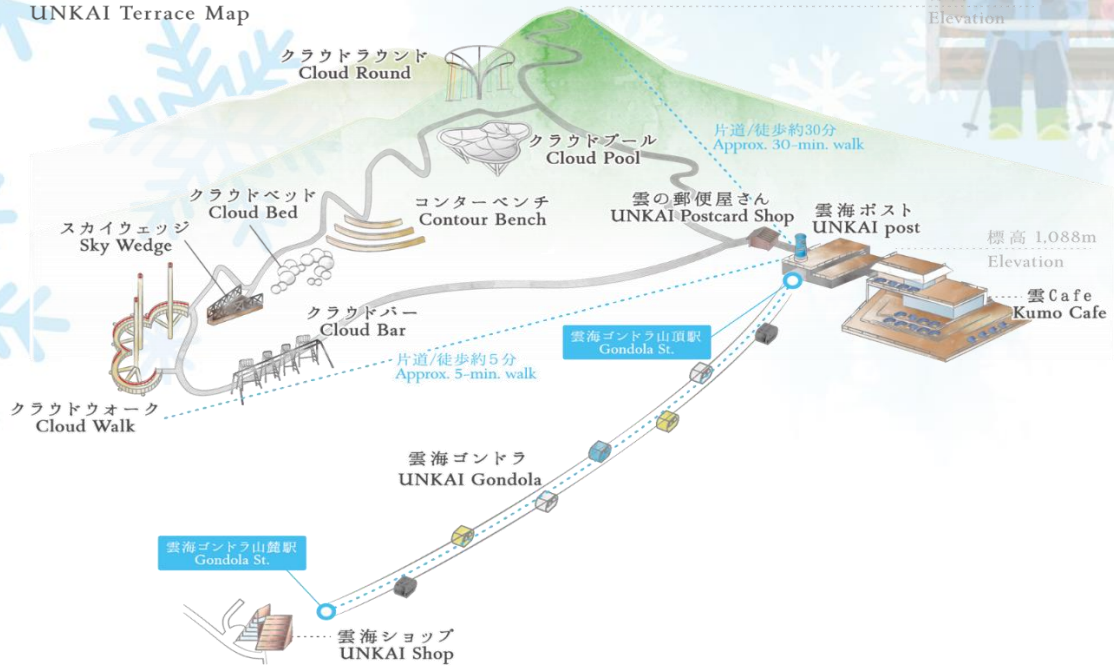 UNKAI Terrace Map
Elevation
クラウドラウンド
Cloud Round
クラウドプール
Cloud Pool
片道/徒歩約30分
Approx. 30-min. walk
クラウドベッド
Cloud Bed
コンターベンチ
Contour Bench
雲の郵便屋さん
UNKAI Postcard Shop
雲海ポスト
UNKAI post
スカイウェッジ
Sky Wedge
標高 1,088m
Elevation
雲Cafe
Kumo Cafe
クラウドバー
Cloud Bar
雲海ゴンドラ山頂駅
Gondola St.
片道/徒歩約5分
Approx. 5-min. walk
クラウドウォーク
Cloud Walk
雲海ゴンドラ
UNKAI Gondola
雲海ゴンドラ山麓駅
Gondola St.
雲海ショップ
UNKAI Shop